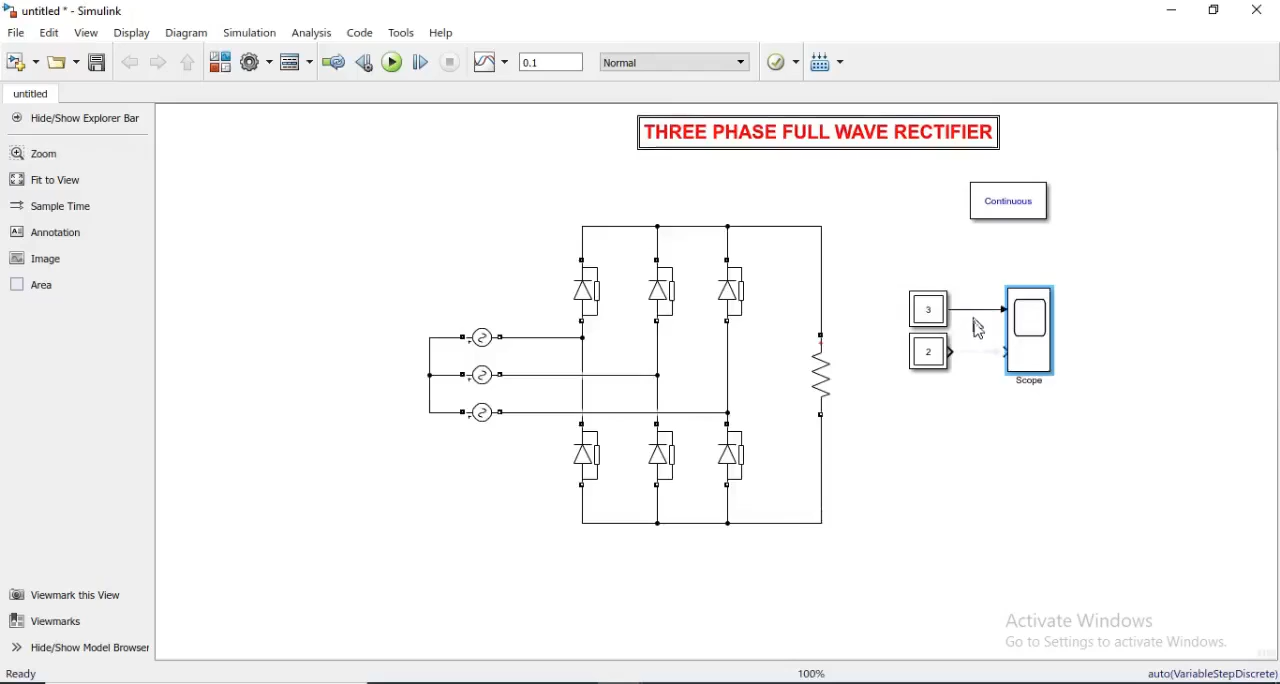 untitled * - Simulink
File Edit View Display Diagram Simulation Analysis Code Tools Help
0.1 Normal
untitled
Hide/Show Explorer Bar
Zoom
Fit to View
Sample Time
Annotation
Image
Area
THREE PHASE FULL WAVE RECTIFIER
Continuous
3
2
Scope
Viewmark this View
Viewmarks
Hide/Show Model Browser
Activate Windows
Go to Settings to activate Windows.
Ready 100% auto(VariableStepDiscrete)